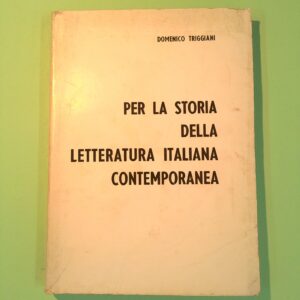 DOMENICO TRIGGIANI
PER LA STORIA
DELLA
LETTERATURA ITALIANA
CONTEMPORANEA